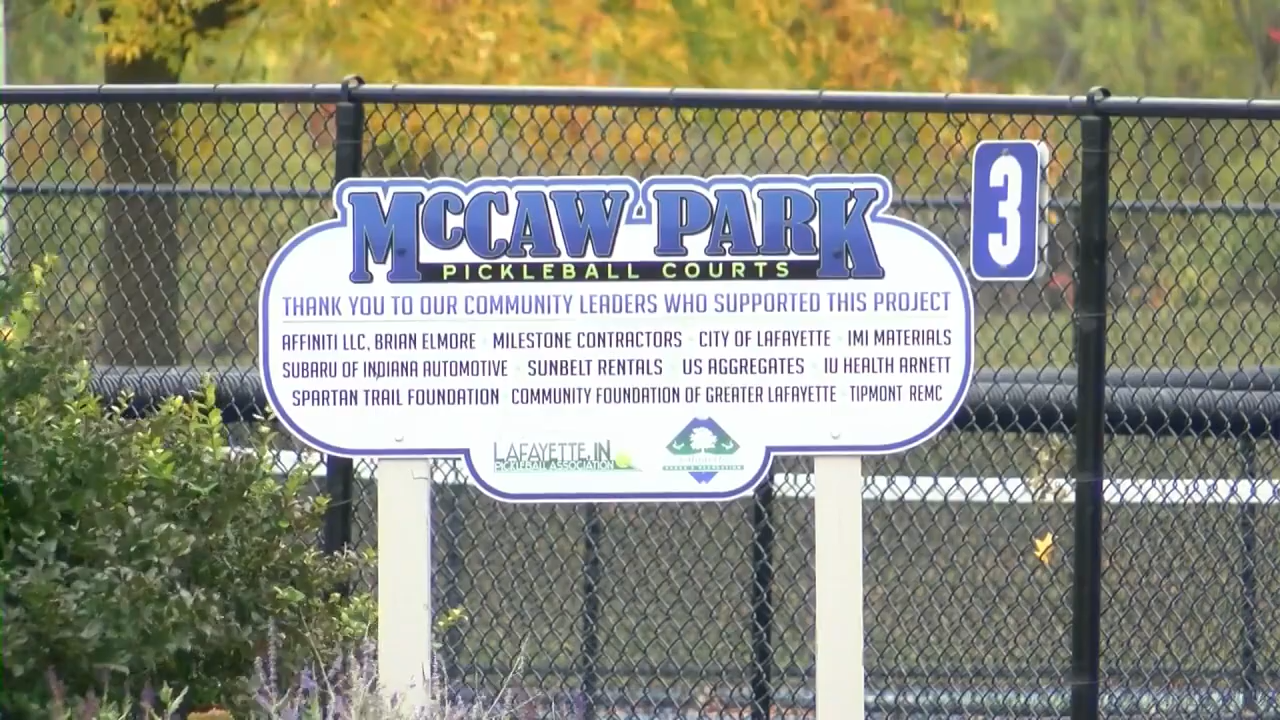 McCAW PARK
PICKLEBALL COURTS
3
THANK YOU TO OUR COMMUNITY LEADERS WHO SUPPORTED THIS PROJECT
AFFINITI LLC, BRIAN ELMORE · MILESTONE CONTRACTORS · CITY OF LAFAYETTE · IMI MATERIALS
SUBARU OF INDIANA AUTOMOTIVE · SUNBELT RENTALS · US AGGREGATES · IU HEALTH ARNETT
SPARTAN TRAIL FOUNDATION · COMMUNITY FOUNDATION OF GREATER LAFAYETTE · TIPMONT REMC
LAFAYETTE, IN
PICKLEBALL ASSOCIATION
PARKS & RECREATION